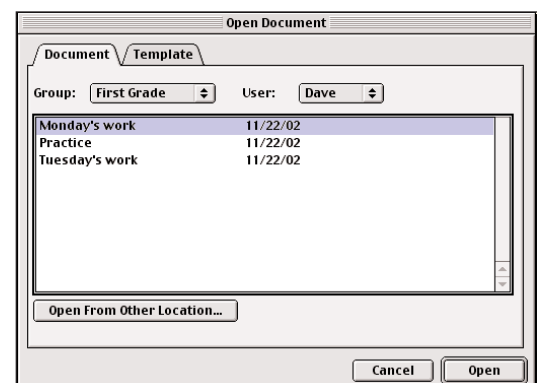 Open Document
Document Template
Group: First Grade User: Dave
Monday's work 11/22/02
Practice 11/22/02
Tuesday's work 11/22/02
Open From Other Location...
Cancel Open